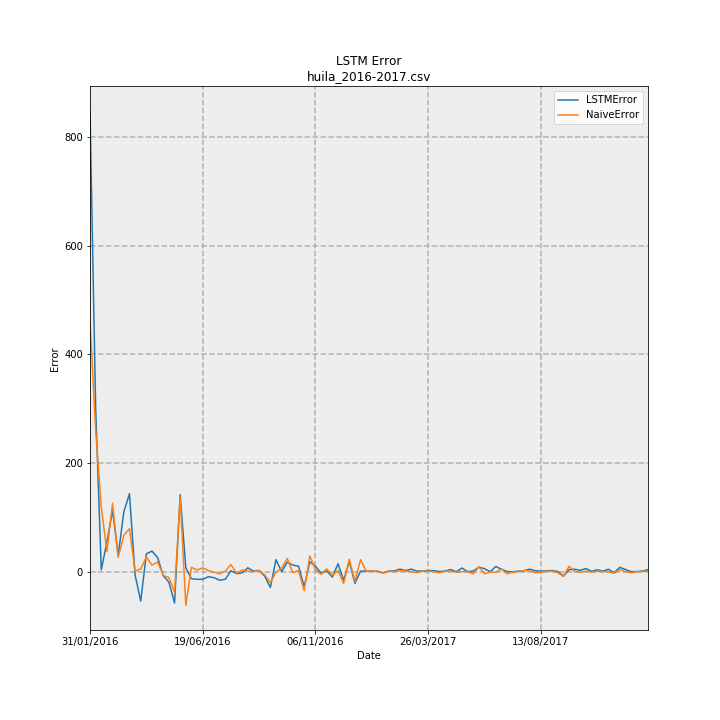 LSTM Error
huila_2016-2017.csv
LSTMError
NaiveError
800
600
400
200
0
Error
31/01/2016
19/06/2016
06/11/2016
26/03/2017
13/08/2017
Date